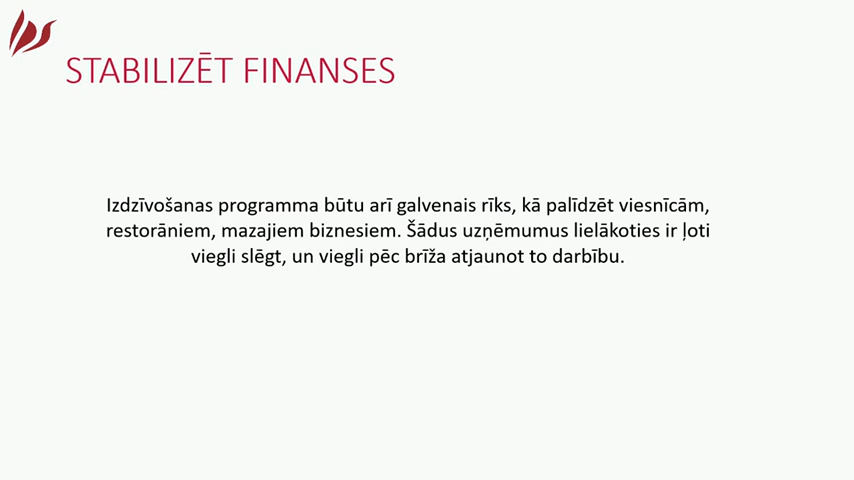 STABILIZĒT FINANSES
Izdzīvošanas programma būtu arī galvenais rīks, kā palīdzēt viesnīcām,
restorāniem, mazajiem biznesiem. Šādus uzņēmumus lielākoties ir ļoti
viegli slēgt, un viegli pēc brīža atjaunot to darbību.